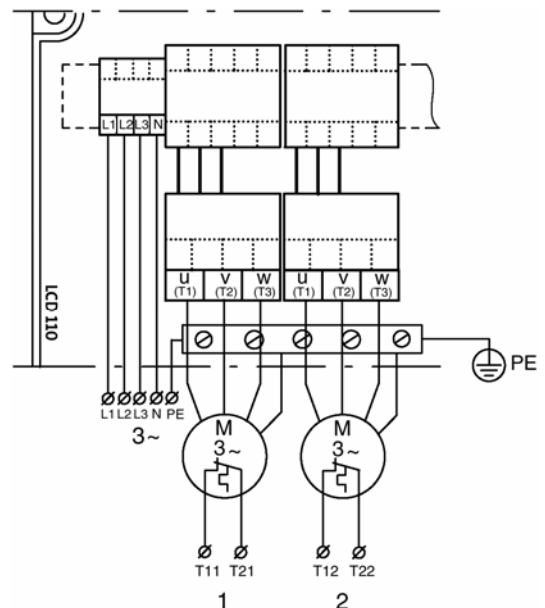 L1 L2 L3 N
U V W U V W
(T1) (T2) (T3) (T1) (T2) (T3)
LCD 110
PE
L1 L2 L3 N PE
3~
M M
3~ 3~
T11 T21 T12 T22
1 2